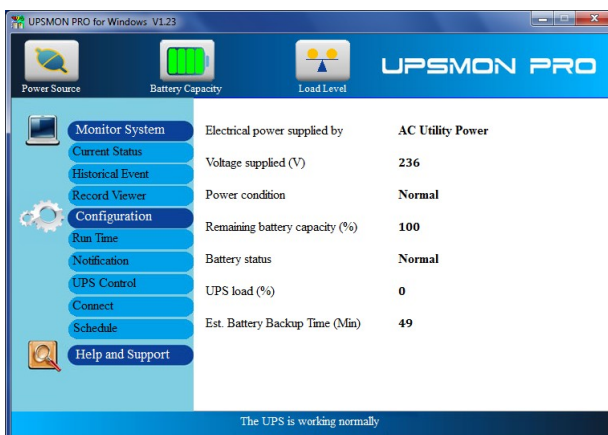 UPSMON PRO for Windows V1.23
Power Source
Battery Capacity
Load Level
UPSMON PRO
Monitor System
Current Status
Historical Event
Record Viewer
Configuration
Run Time
Notification
UPS Control
Connect
Schedule
Help and Support
Electrical power supplied by AC Utility Power
Voltage supplied (V) 236
Power condition Normal
Remaining battery capacity (%) 100
Battery status Normal
UPS load (%) 0
Est. Battery Backup Time (Min) 49
The UPS is working normally